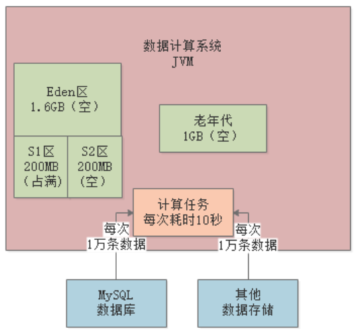 数据计算系统
JVM
Eden区
1.6GB（空）
老年代
1GB（空）
S1区
200MB
（占满）
S2区
200MB
（空）
计算任务
每次耗时10秒
每次
1万条数据
每次
1万条数据
MySQL
数据库
其他
数据存储